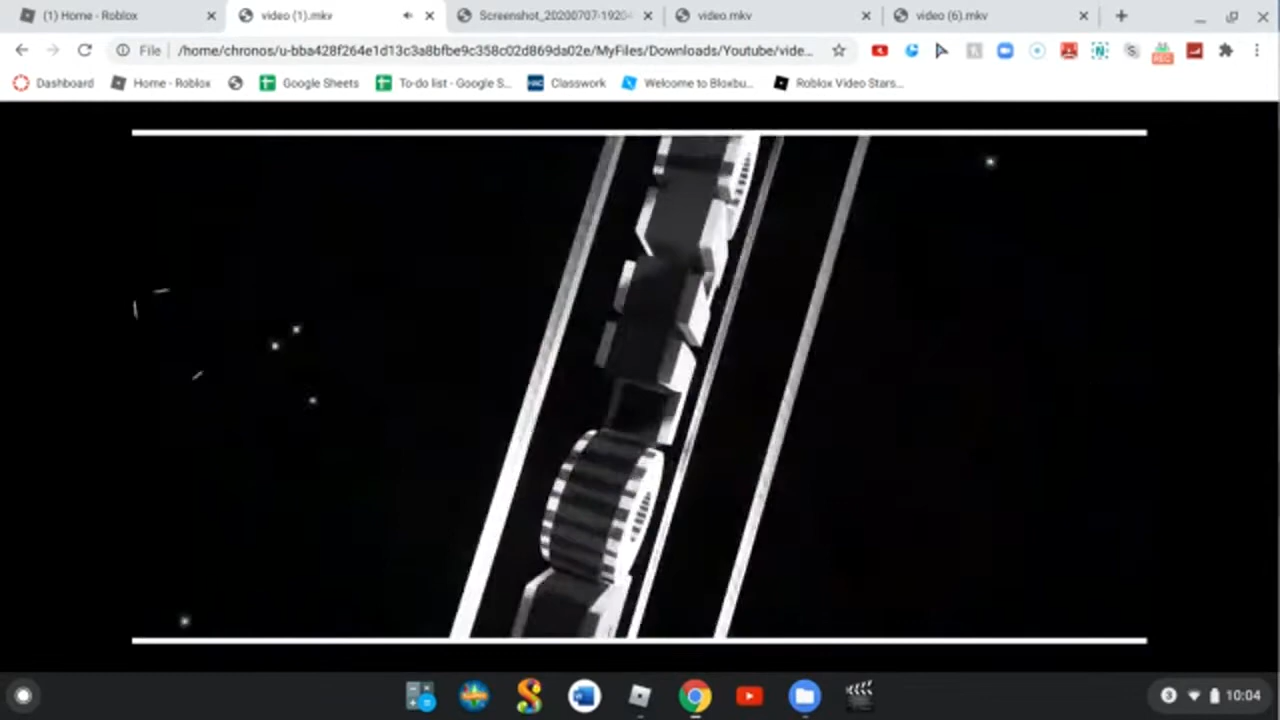 (1) Home - Roblox
video (1).mkv
Screenshot_20200707-1920
video.mkv
video (6).mkv
File
/home/chronos/u-bba428f264e1d13c3a8bfbe9c358c02d869da02e/MyFiles/Downloads/Youtube/vide...
REC
Dashboard
Home - Roblox
Google Sheets
To-do list - Google S...
Classwork
Welcome to Bloxbu...
Roblox Video Stars...
3
10:04